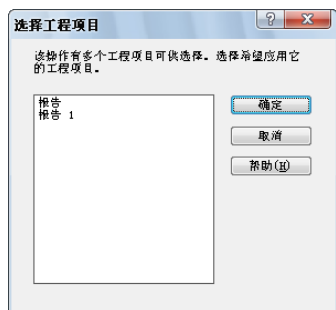 选择工程项目
该操作有多个工程项目可供选择。选择希望应用它
的工程项目。
报告
报告 1
确定
取消
帮助(H)